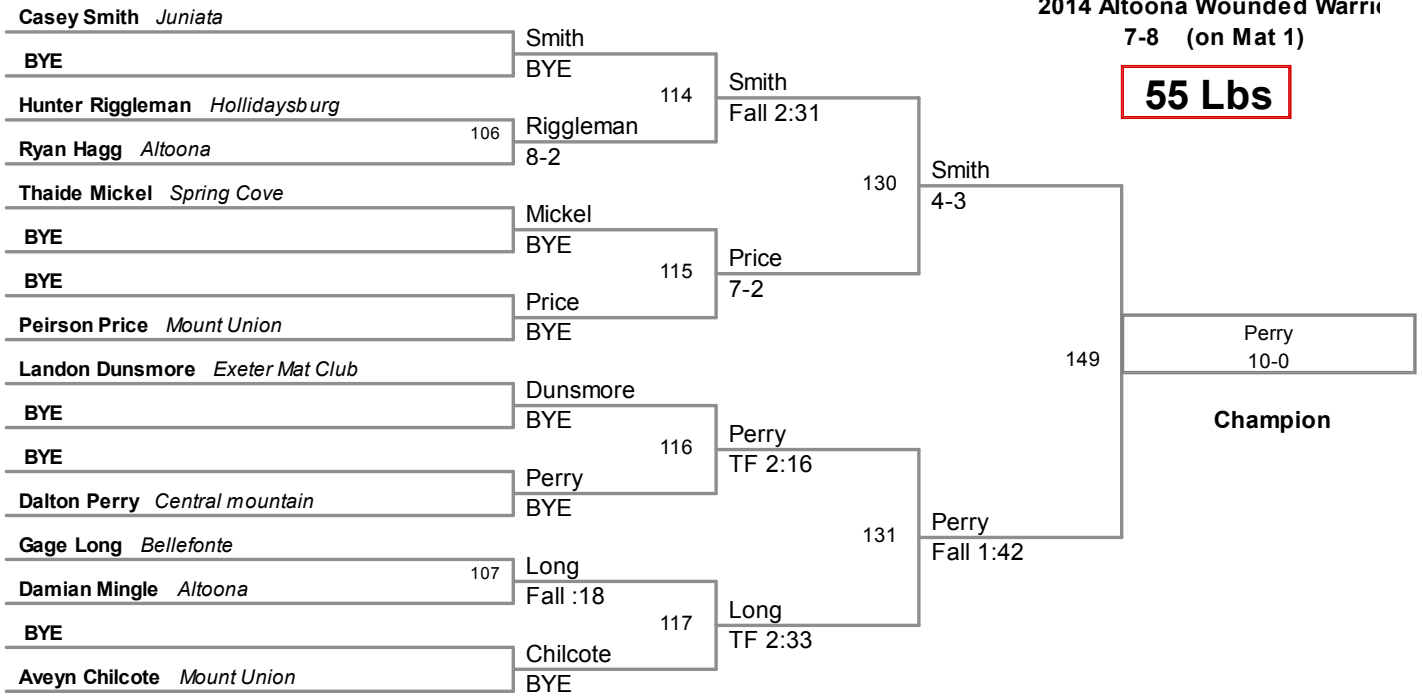 2014 Altoona Wounded Warri
7-8 (on Mat 1)
55 Lbs
Casey Smith Juniata
BYE
Hunter Riggleman Hollidaysburg
Ryan Hagg Altoona
Thaide Mickel Spring Cove
BYE
BYE
Peirson Price Mount Union
Landon Dunsmore Exeter Mat Club
BYE
BYE
Dalton Perry Central mountain
Gage Long Bellefonte
Damian Mingle Altoona
BYE
Aveyn Chilcote Mount Union
Smith
BYE
106
Riggleman
8-2
Mickel
BYE
Price
BYE
Dunsmore
BYE
Perry
BYE
107
Long
Fall :18
Chilcote
BYE
114
Smith
Fall 2:31
115
Price
7-2
116
Perry
TF 2:16
117
Long
TF 2:33
130
Smith
4-3
131
Perry
Fall 1:42
149
Perry
10-0
Champion